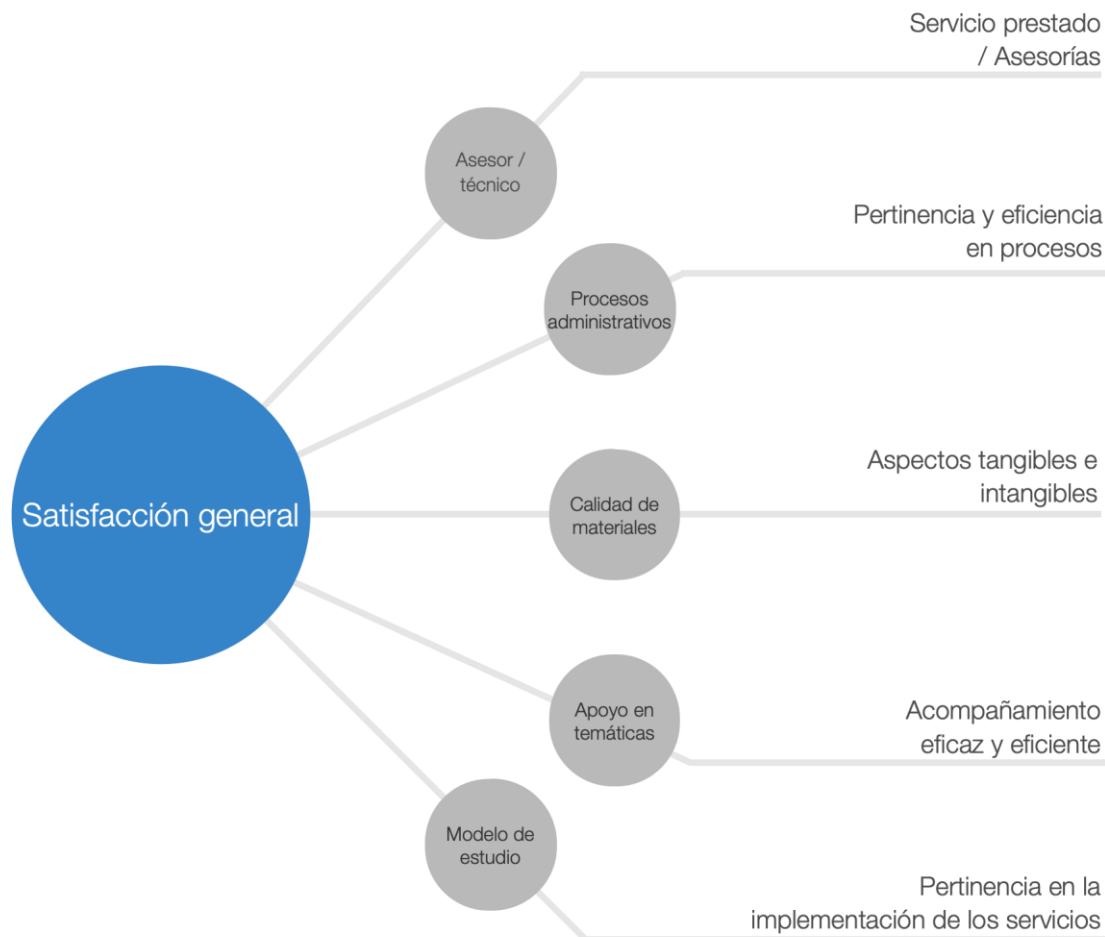 Servicio prestado
/ Asesorías
Asesor /
técnico
Pertinencia y eficiencia
en procesos
Procesos
administrativos
Satisfacción general
Aspectos tangibles e
intangibles
Calidad de
materiales
Apoyo en
temáticas
Acompañamiento
eficaz y eficiente
Modelo de
estudio
Pertinencia en la
implementación de los servicios